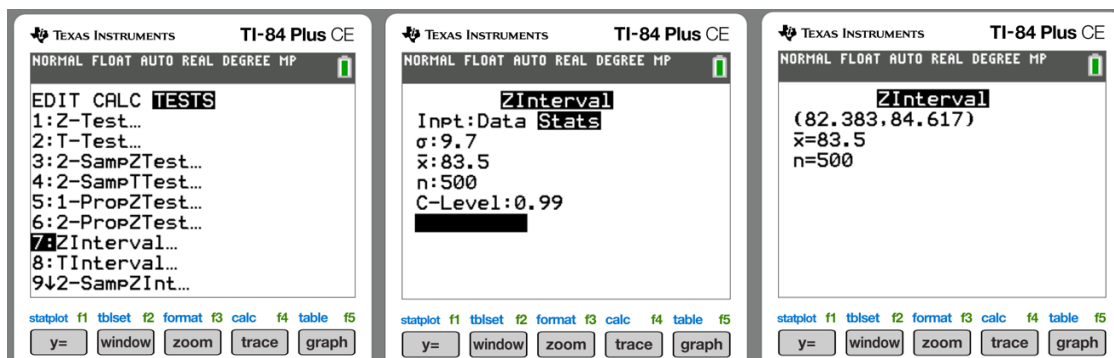 TEXAS INSTRUMENTS TI-84 Plus CE
NORMAL FLOAT AUTO REAL DEGREE MP
EDIT CALC TESTS
1:Z-Test…
2:T-Test…
3:2-SampZTest…
4:2-SampTTest…
5:1-PropZTest…
6:2-PropZTest…
7:ZInterval…
8:TInterval…
9↓2-SampZInt…
statplot f1 tblset f2 format f3 calc f4 table f5
y= window zoom trace graph
TEXAS INSTRUMENTS TI-84 Plus CE
NORMAL FLOAT AUTO REAL DEGREE MP
ZInterval
Inpt:Data Stats
σ:9.7
x̄:83.5
n:500
C-Level:0.99
statplot f1 tblset f2 format f3 calc f4 table f5
y= window zoom trace graph
TEXAS INSTRUMENTS TI-84 Plus CE
NORMAL FLOAT AUTO REAL DEGREE MP
ZInterval
(82.383,84.617)
x̄=83.5
n=500
statplot f1 tblset f2 format f3 calc f4 table f5
y= window zoom trace graph